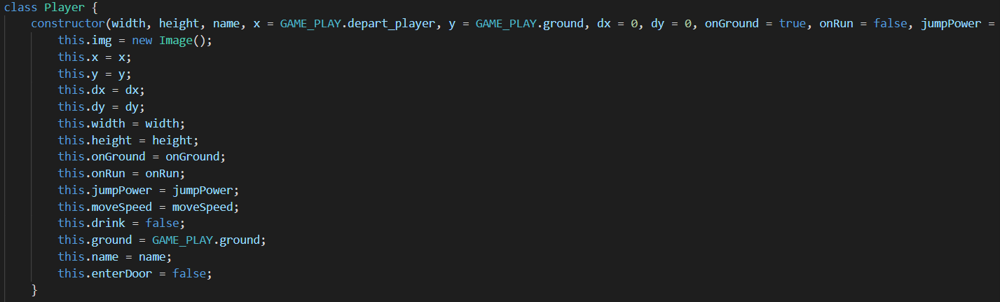 class Player {
    constructor(width, height, name, x = GAME_PLAY.depart_player, y = GAME_PLAY.ground, dx = 0, dy = 0, onGround = true, onRun = false, jumpPower =
        this.img = new Image();
        this.x = x;
        this.y = y;
        this.dx = dx;
        this.dy = dy;
        this.width = width;
        this.height = height;
        this.onGround = onGround;
        this.onRun = onRun;
        this.jumpPower = jumpPower;
        this.moveSpeed = moveSpeed;
        this.drink = false;
        this.ground = GAME_PLAY.ground;
        this.name = name;
        this.enterDoor = false;
    }